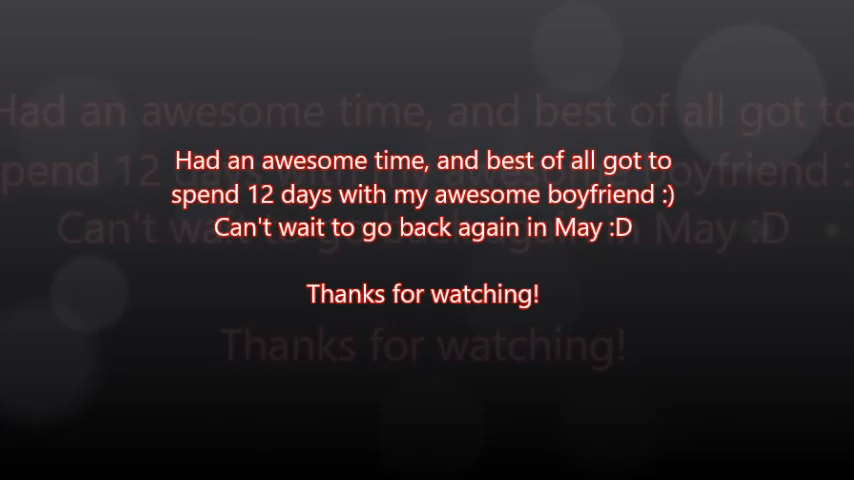 Had an awesome time, and best of all got to
spend 12 days with my awesome boyfriend :)
Can't wait to go back again in May :D
Thanks for watching!